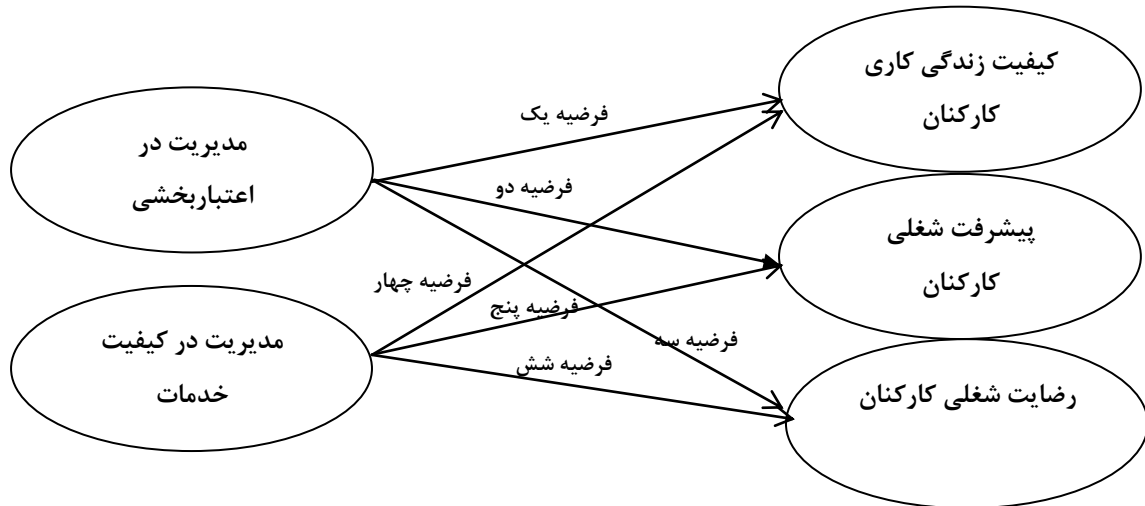 کیفیت زندگی کاری
کارکنان
فرضیه یک
مدیریت در
اعتباربخشی
فرضیه دو
پیشرفت شغلی
کارکنان
فرضیه چهار
فرضیه پنج
فرضیه سه
مدیریت در کیفیت
خدمات
فرضیه شش
رضایت شغلی کارکنان